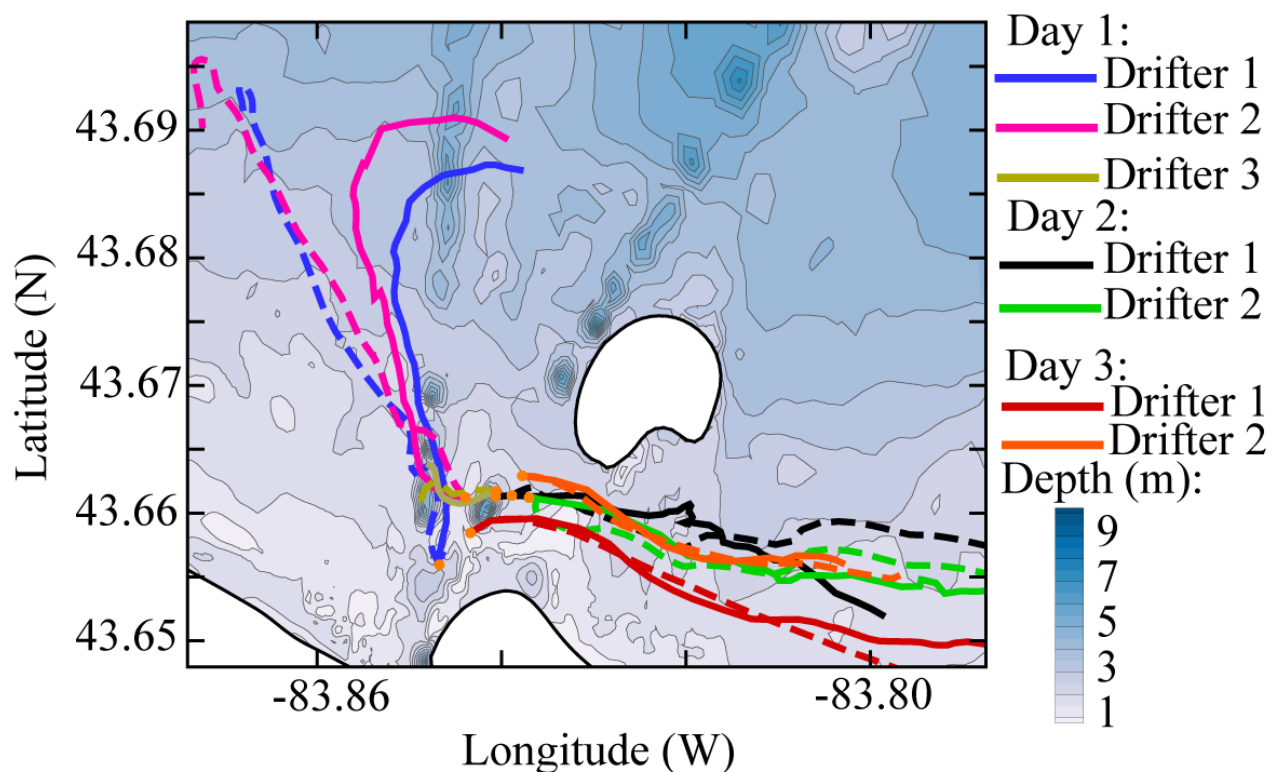 43.69
43.68
43.67
43.66
43.65
Latitude (N)
-83.86
-83.80
Longitude (W)
Day 1:
Drifter 1
Drifter 2
Drifter 3
Day 2:
Drifter 1
Drifter 2
Day 3:
Drifter 1
Drifter 2
Depth (m):
9
7
5
3
1